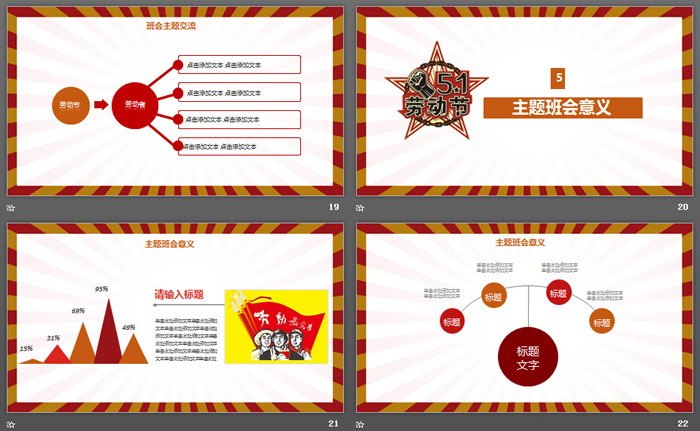 班会主题交流
劳动节
劳动者
点击添加文本 点击添加文本
点击添加文本 点击添加文本
点击添加文本 点击添加文本
点击添加文本 点击添加文本
19
5.1
劳动节
5
主题班会意义
20
主题班会意义
15%
31%
69%
95%
49%
请输入标题
单击此处添加文本单击此处添加
文本单击此处添加文本单击此处
添加文本单击此处添加文本单击
此处添加文本单击此处添加文本
单击此处添加文本单击此处添加
文本单击此处添加文本单击此处
劳动最光荣
21
主题班会意义
单击此处添加文本
单击此处添加文本
单击此处添加文本
单击此处添加文本
单击此处添加文本
单击此处添加文本
单击此处添加文本
单击此处添加文本
标题
标题
标题
标题
标题
文字
22